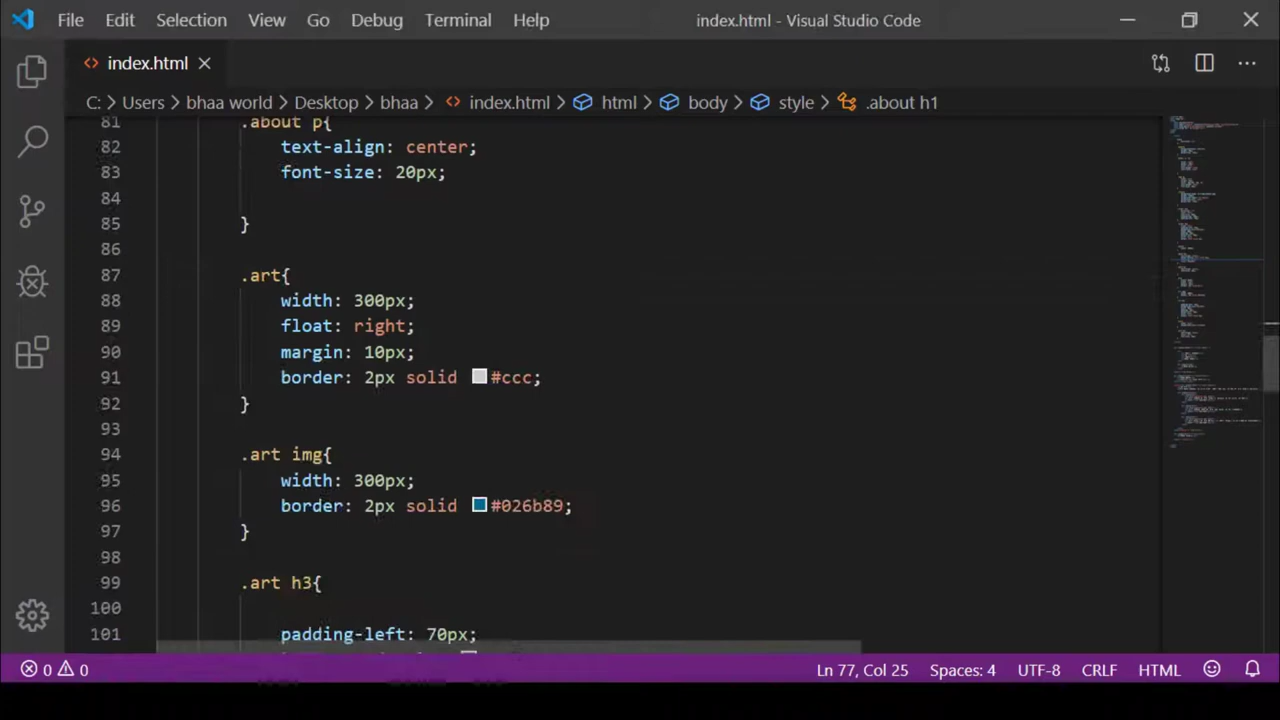 File Edit Selection View Go Debug Terminal Help index.html - Visual Studio Code
index.html
C: > Users > bhaa world > Desktop > bhaa > index.html > html > body > style > .about h1
81 .about p{
82 text-align: center;
83 font-size: 20px;
84
85 }
86
87 .art{
88 width: 300px;
89 float: right;
90 margin: 10px;
91 border: 2px solid #ccc;
92 }
93
94 .art img{
95 width: 300px;
96 border: 2px solid #026b89;
97 }
98
99 .art h3{
100
101 padding-left: 70px;
0 0 Ln 77, Col 25 Spaces: 4 UTF-8 CRLF HTML